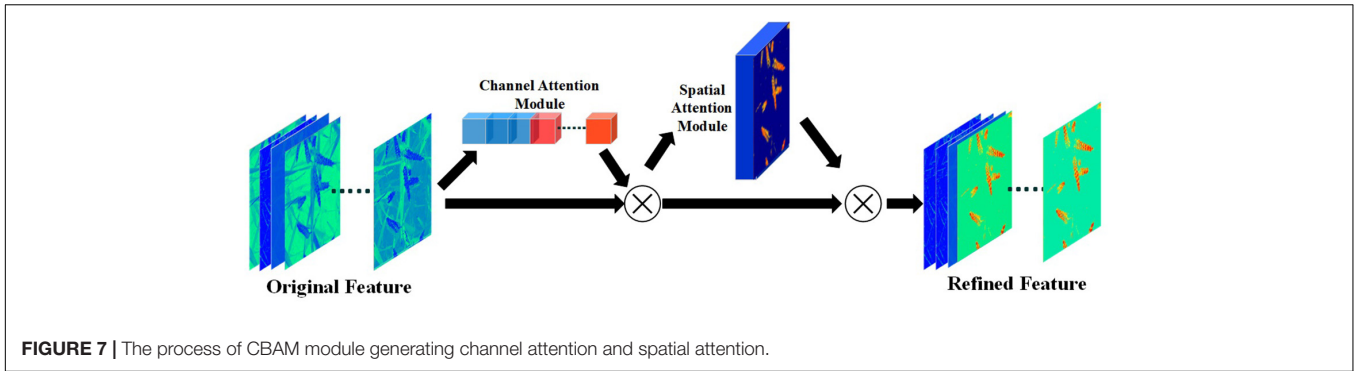 Channel Attention
Module
Spatial
Attention
Module
Original Feature
Refined Feature
FIGURE 7 | The process of CBAM module generating channel attention and spatial attention.